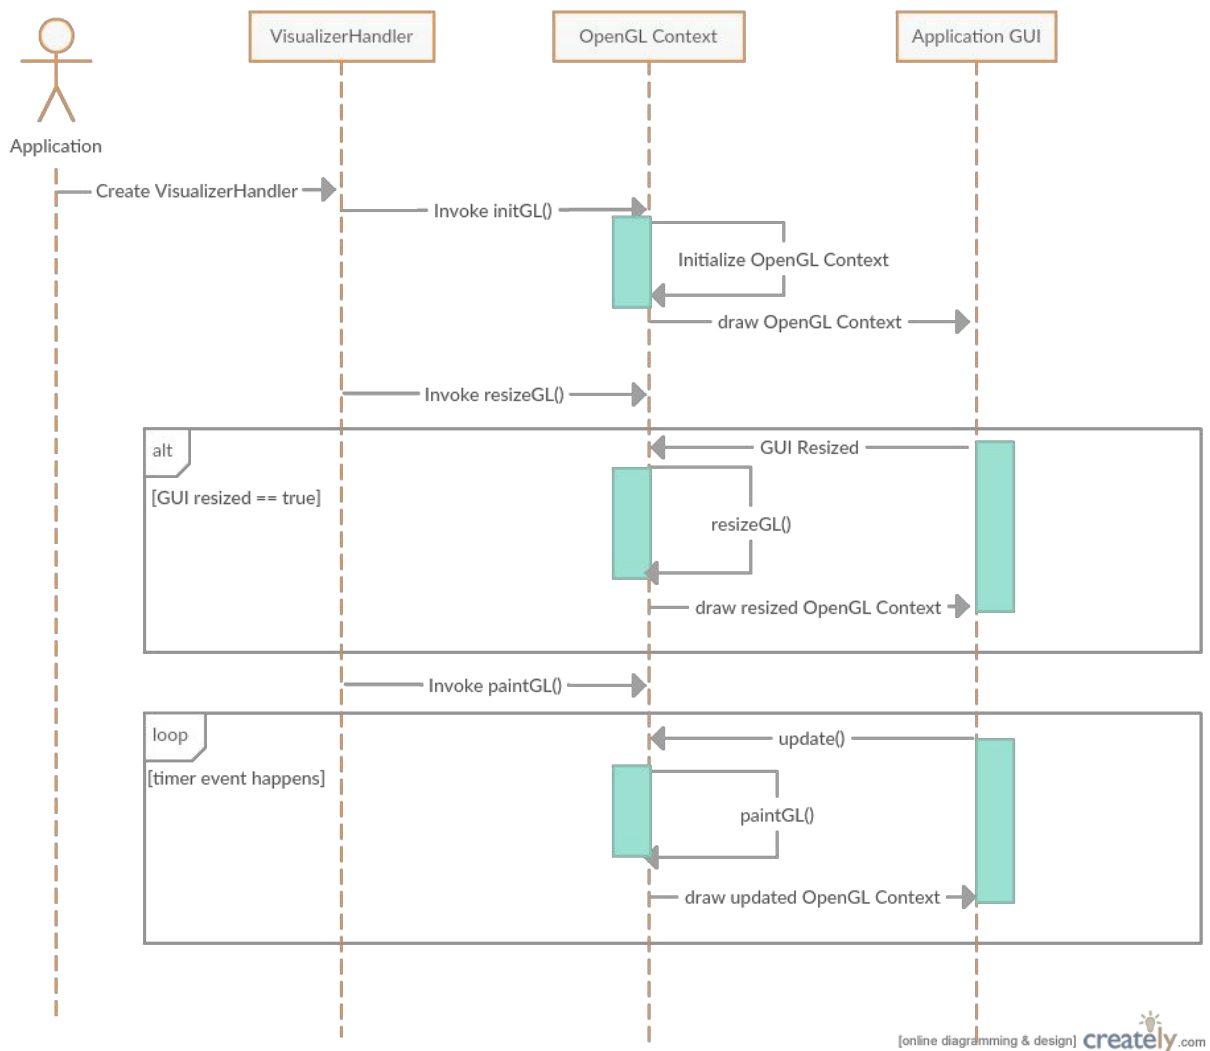 VisualizerHandler
OpenGL Context
Application GUI
Application
Create VisualizerHandler
Invoke initGL()
Initialize OpenGL Context
draw OpenGL Context
Invoke resizeGL()
alt
GUI Resized
[GUI resized == true]
resizeGL()
draw resized OpenGL Context
Invoke paintGL()
loop
update()
[timer event happens]
paintGL()
draw updated OpenGL Context
[online diagramming & design] creately.com